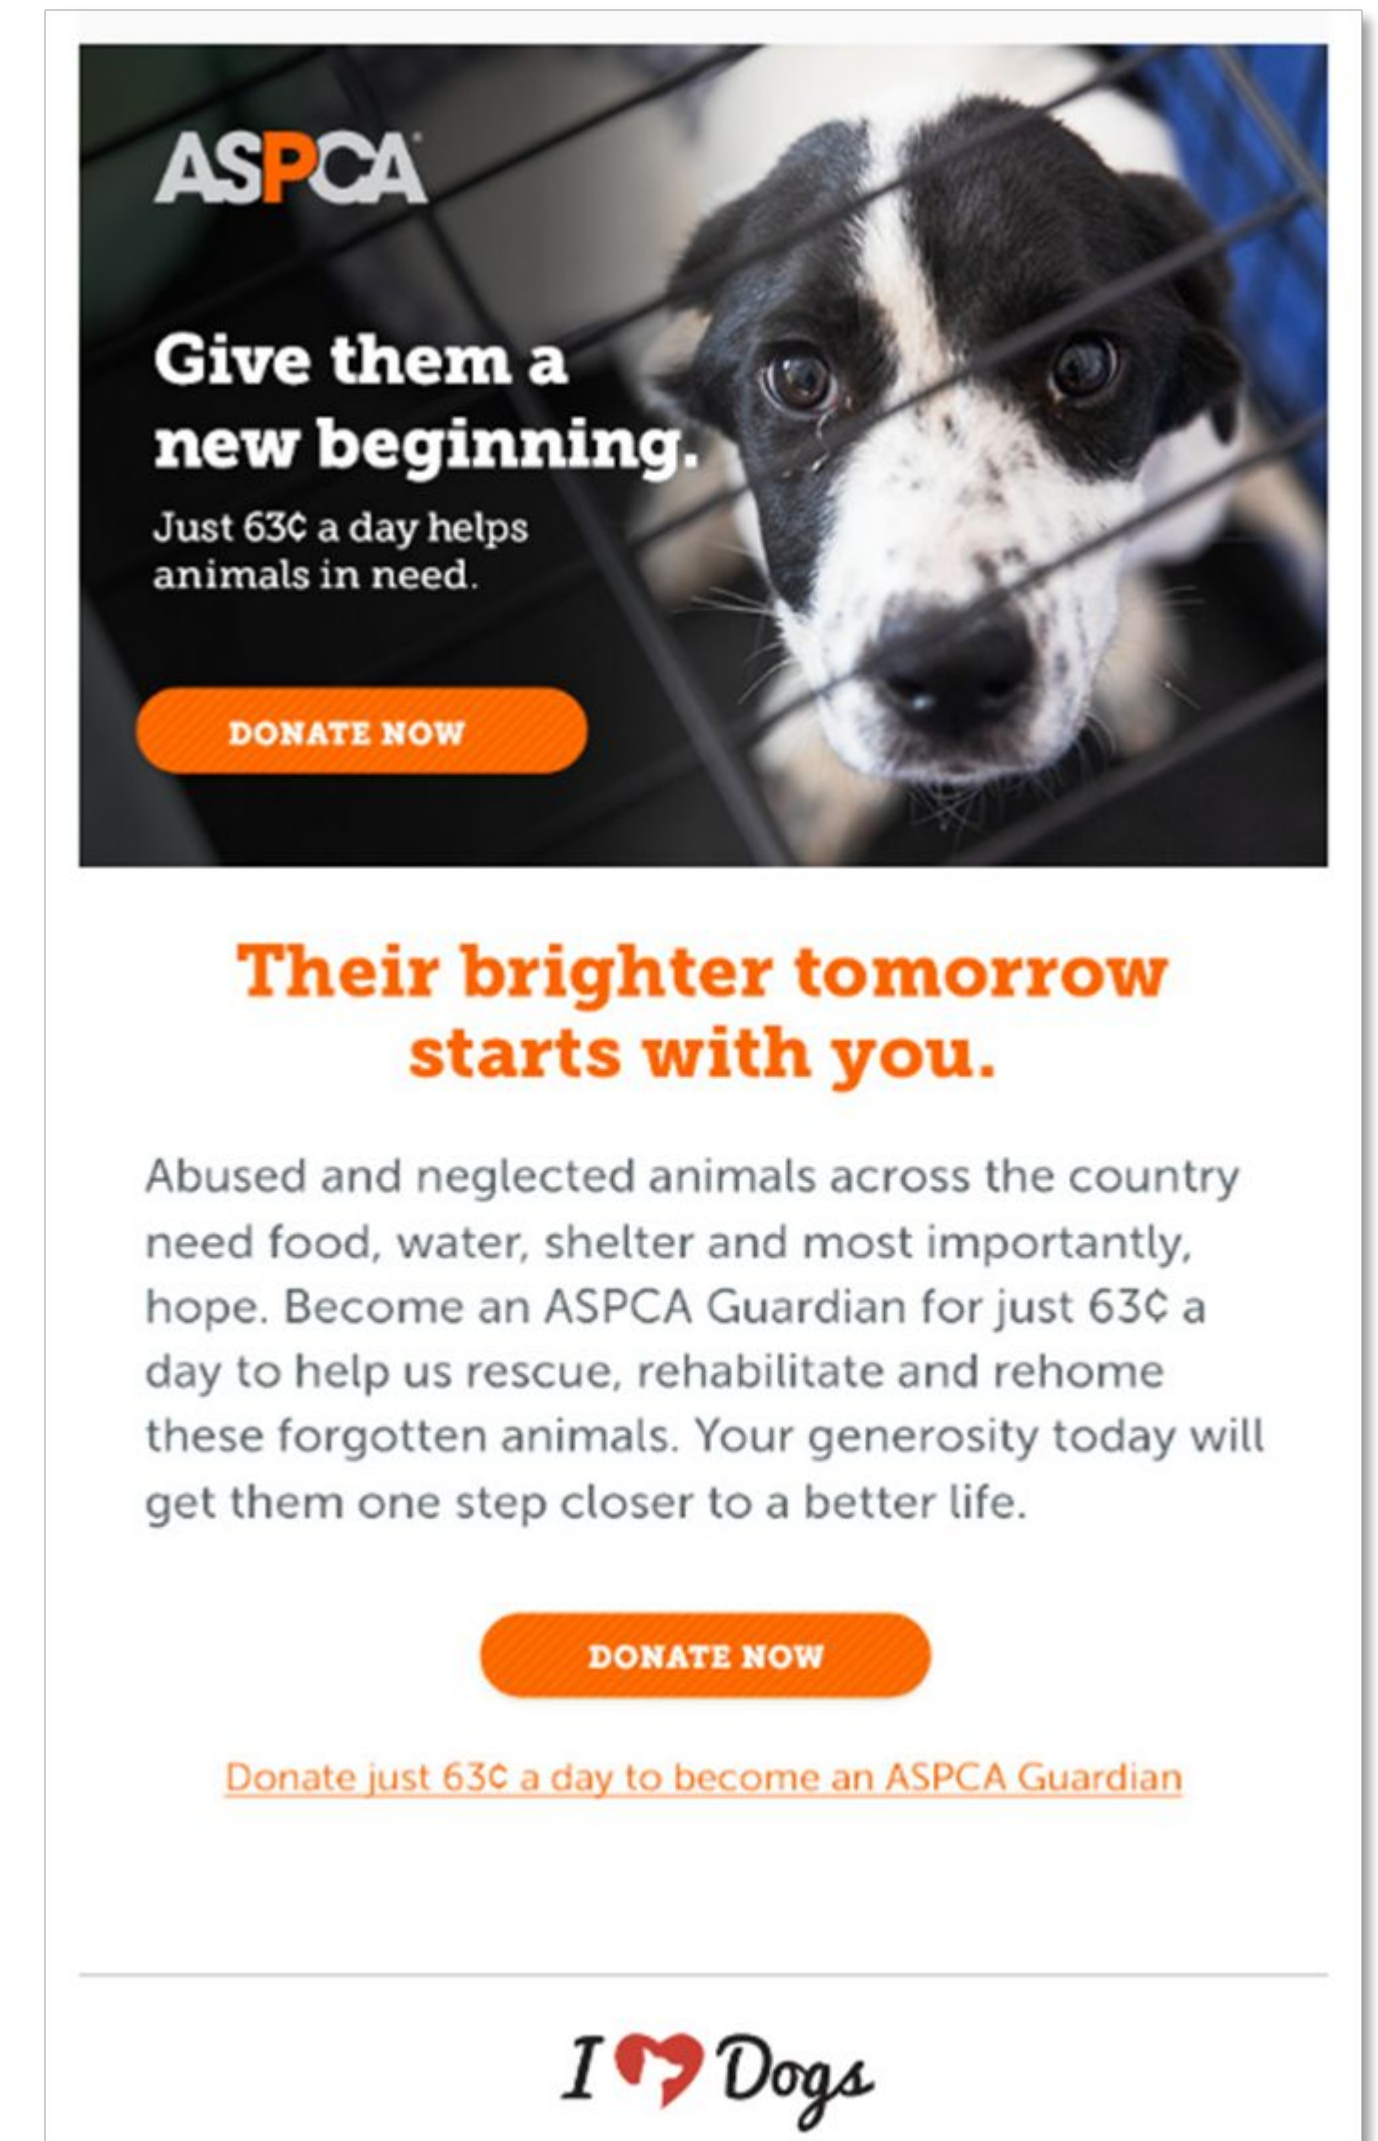 ASPCA®
Give them a
new beginning.
Just 63¢ a day helps
animals in need.
DONATE NOW
Their brighter tomorrow
starts with you.
Abused and neglected animals across the country
need food, water, shelter and most importantly,
hope. Become an ASPCA Guardian for just 63¢ a
day to help us rescue, rehabilitate and rehome
these forgotten animals. Your generosity today will
get them one step closer to a better life.
DONATE NOW
Donate just 63¢ a day to become an ASPCA Guardian
I Dogs